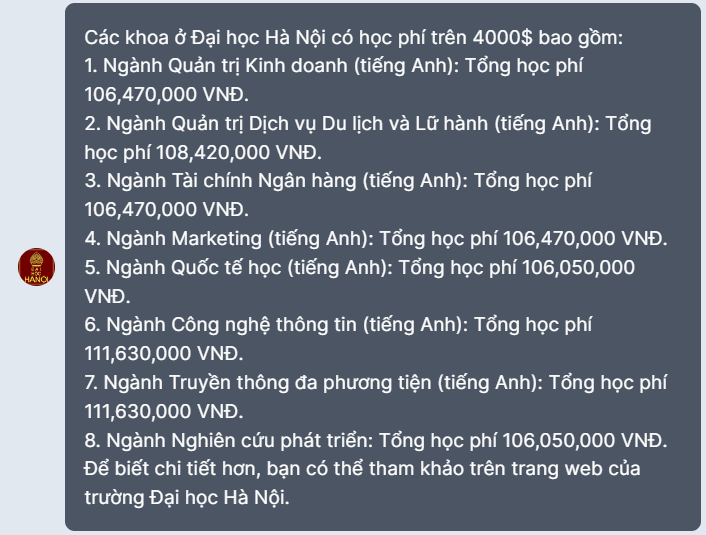 Các khoa ở Đại học Hà Nội có học phí trên 4000$ bao gồm:
1. Ngành Quản trị Kinh doanh (tiếng Anh): Tổng học phí
106,470,000 VNĐ.
2. Ngành Quản trị Dịch vụ Du lịch và Lữ hành (tiếng Anh): Tổng
học phí 108,420,000 VNĐ.
3. Ngành Tài chính Ngân hàng (tiếng Anh): Tổng học phí
106,470,000 VNĐ.
4. Ngành Marketing (tiếng Anh): Tổng học phí 106,470,000 VNĐ.
5. Ngành Quốc tế học (tiếng Anh): Tổng học phí 106,050,000
VNĐ.
6. Ngành Công nghệ thông tin (tiếng Anh): Tổng học phí
111,630,000 VNĐ.
7. Ngành Truyền thông đa phương tiện (tiếng Anh): Tổng học phí
111,630,000 VNĐ.
8. Ngành Nghiên cứu phát triển: Tổng học phí 106,050,000 VNĐ.
Để biết chi tiết hơn, bạn có thể tham khảo trên trang web của
trường Đại học Hà Nội.
ĐẠI
HỌC
HANOI